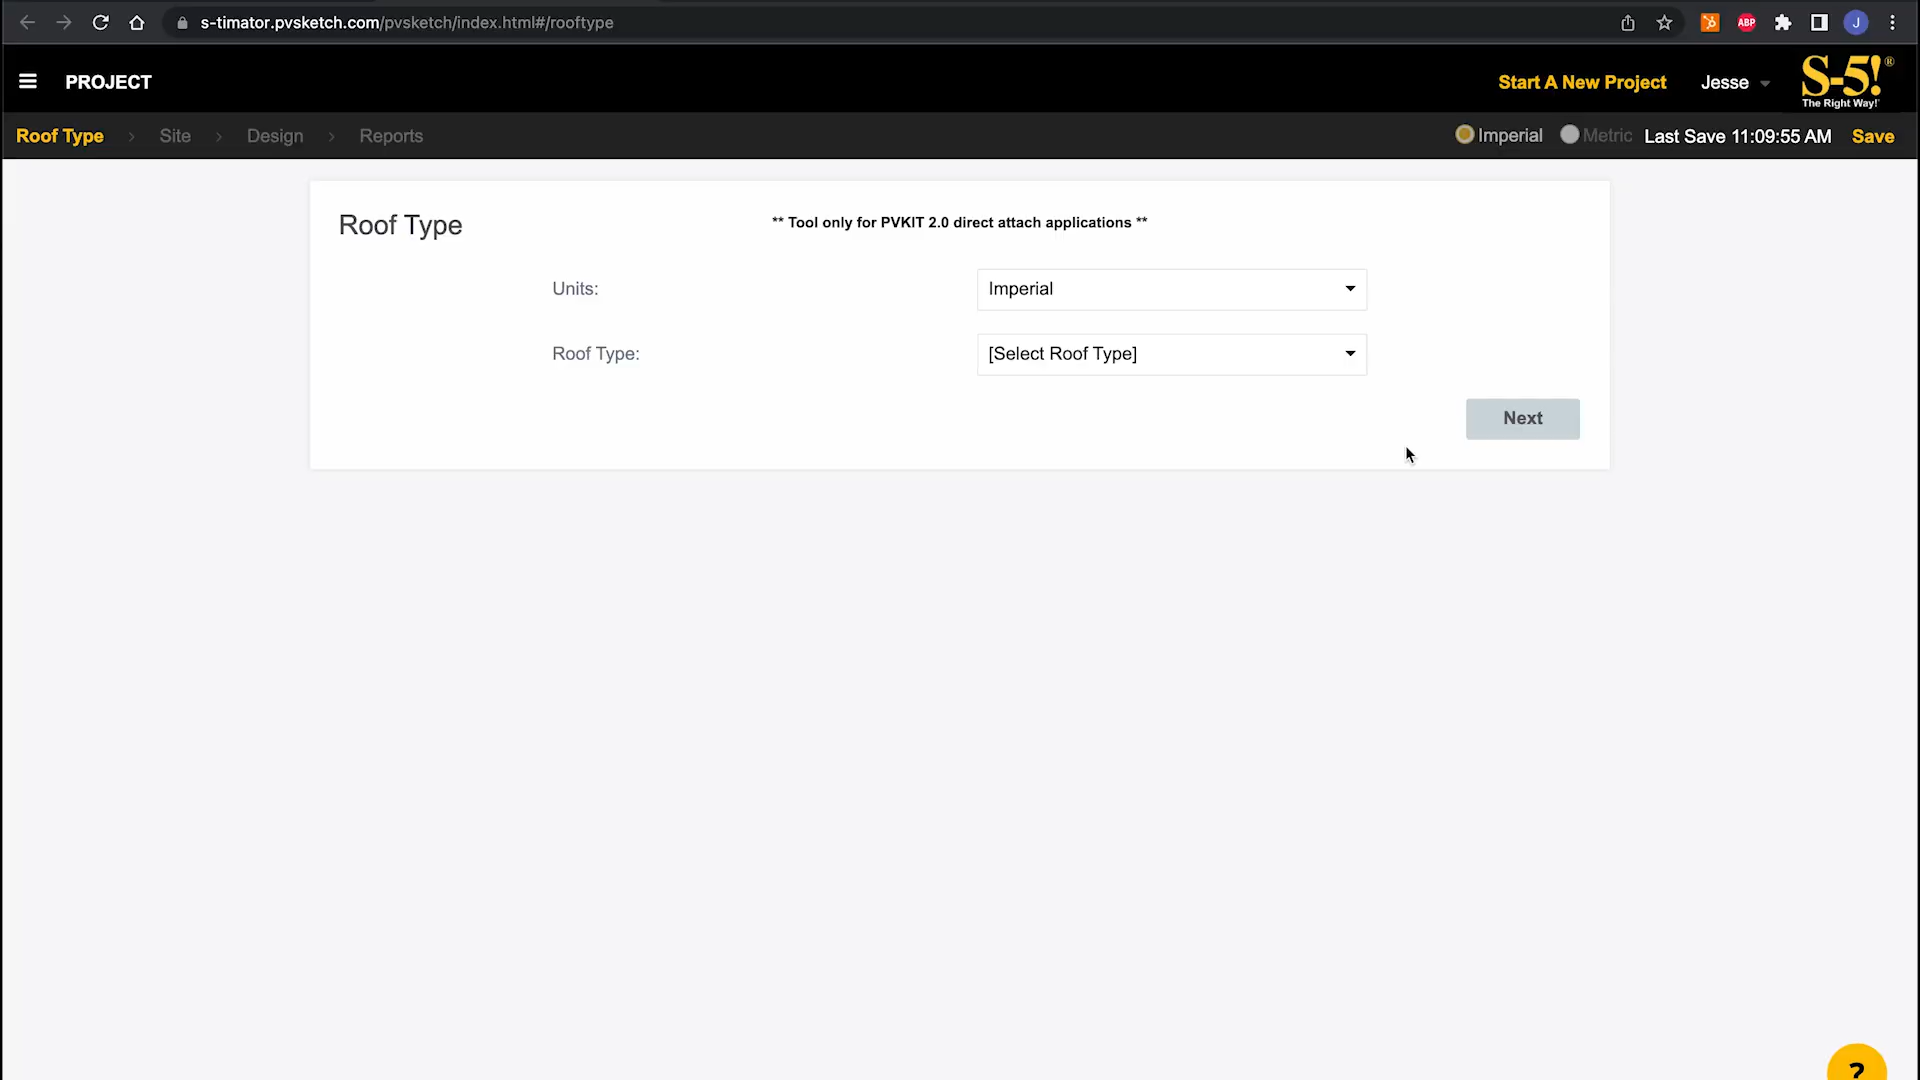 s-timator.pvsketch.com/pvsketch/index.html#/rooftype
ABP
J
PROJECT
Start A New Project
Jesse
S-5!®
The Right Way!®
Roof Type > Site > Design > Reports
Imperial
Metric
Last Save 11:09:55 AM
Save
Roof Type
** Tool only for PVKIT 2.0 direct attach applications **
Units:
Imperial
Roof Type:
[Select Roof Type]
Next
?